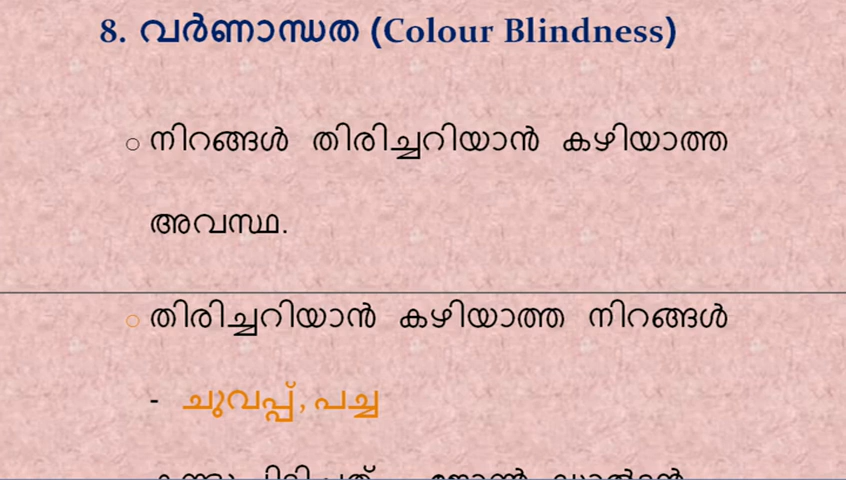 8. വർണാന്ധത (Colour Blindness)
○ നിറങ്ങൾ തിരിച്ചറിയാൻ കഴിയാത്ത
അവസ്ഥ.
○ തിരിച്ചറിയാൻ കഴിയാത്ത നിറങ്ങൾ
- ചുവപ്പ്, പച്ച